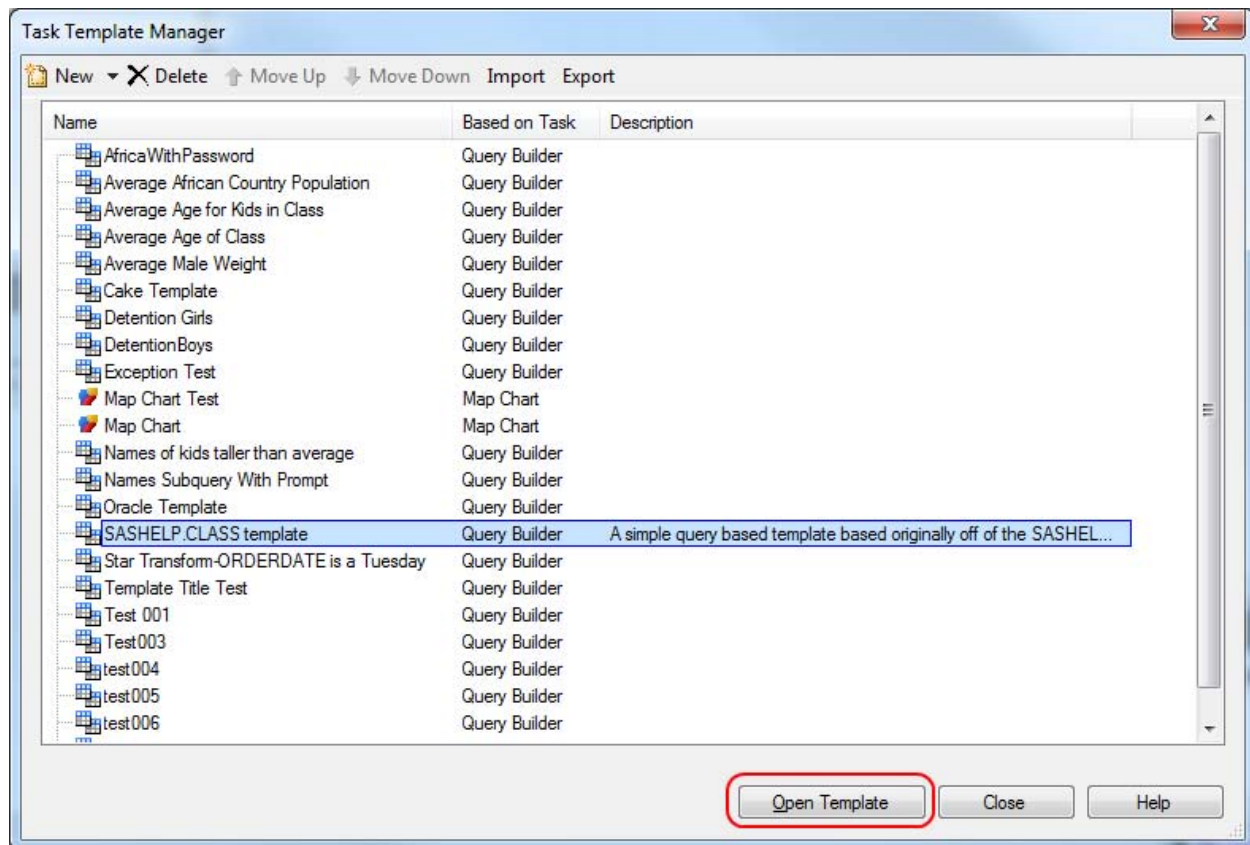 Task Template Manager
New Delete Move Up Move Down Import Export
Name Based on Task Description
AfricaWithPassword Query Builder
Average African Country Population Query Builder
Average Age for Kids in Class Query Builder
Average Age of Class Query Builder
Average Male Weight Query Builder
Cake Template Query Builder
Detention Girls Query Builder
DetentionBoys Query Builder
Exception Test Query Builder
Map Chart Test Map Chart
Map Chart Map Chart
Names of kids taller than average Query Builder
Names Subquery With Prompt Query Builder
Oracle Template Query Builder
SASHELP.CLASS template Query Builder A simple query based template based originally off of the SASHEL...
Star Transform-ORDERDATE is a Tuesday Query Builder
Template Title Test Query Builder
Test 001 Query Builder
Test003 Query Builder
test004 Query Builder
test005 Query Builder
test006 Query Builder
Open Template Close Help